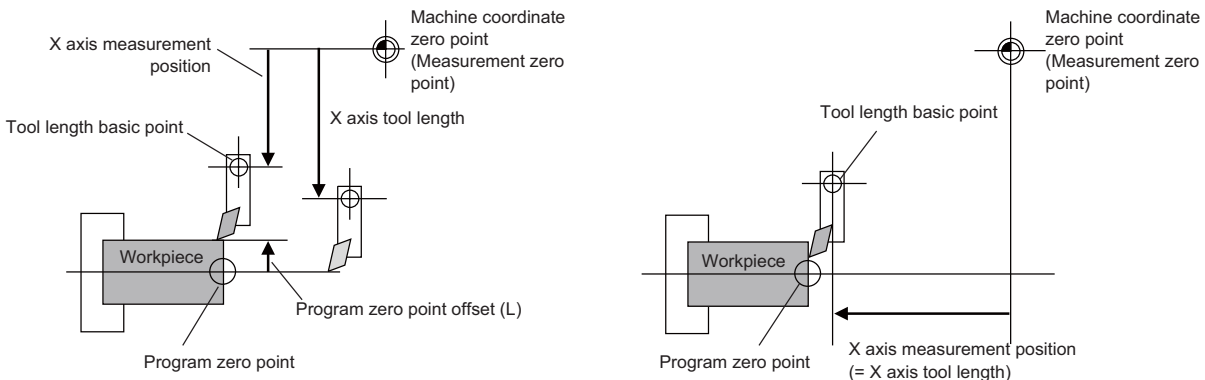 X axis measurement
position
Machine coordinate
zero point
(Measurement zero
point)
X axis tool length
Tool length basic point
Workpiece
Program zero point offset (L)
Program zero point
Machine coordinate
zero point
(Measurement zero
point)
Tool length basic point
Workpiece
Program zero point
X axis measurement position
(= X axis tool length)